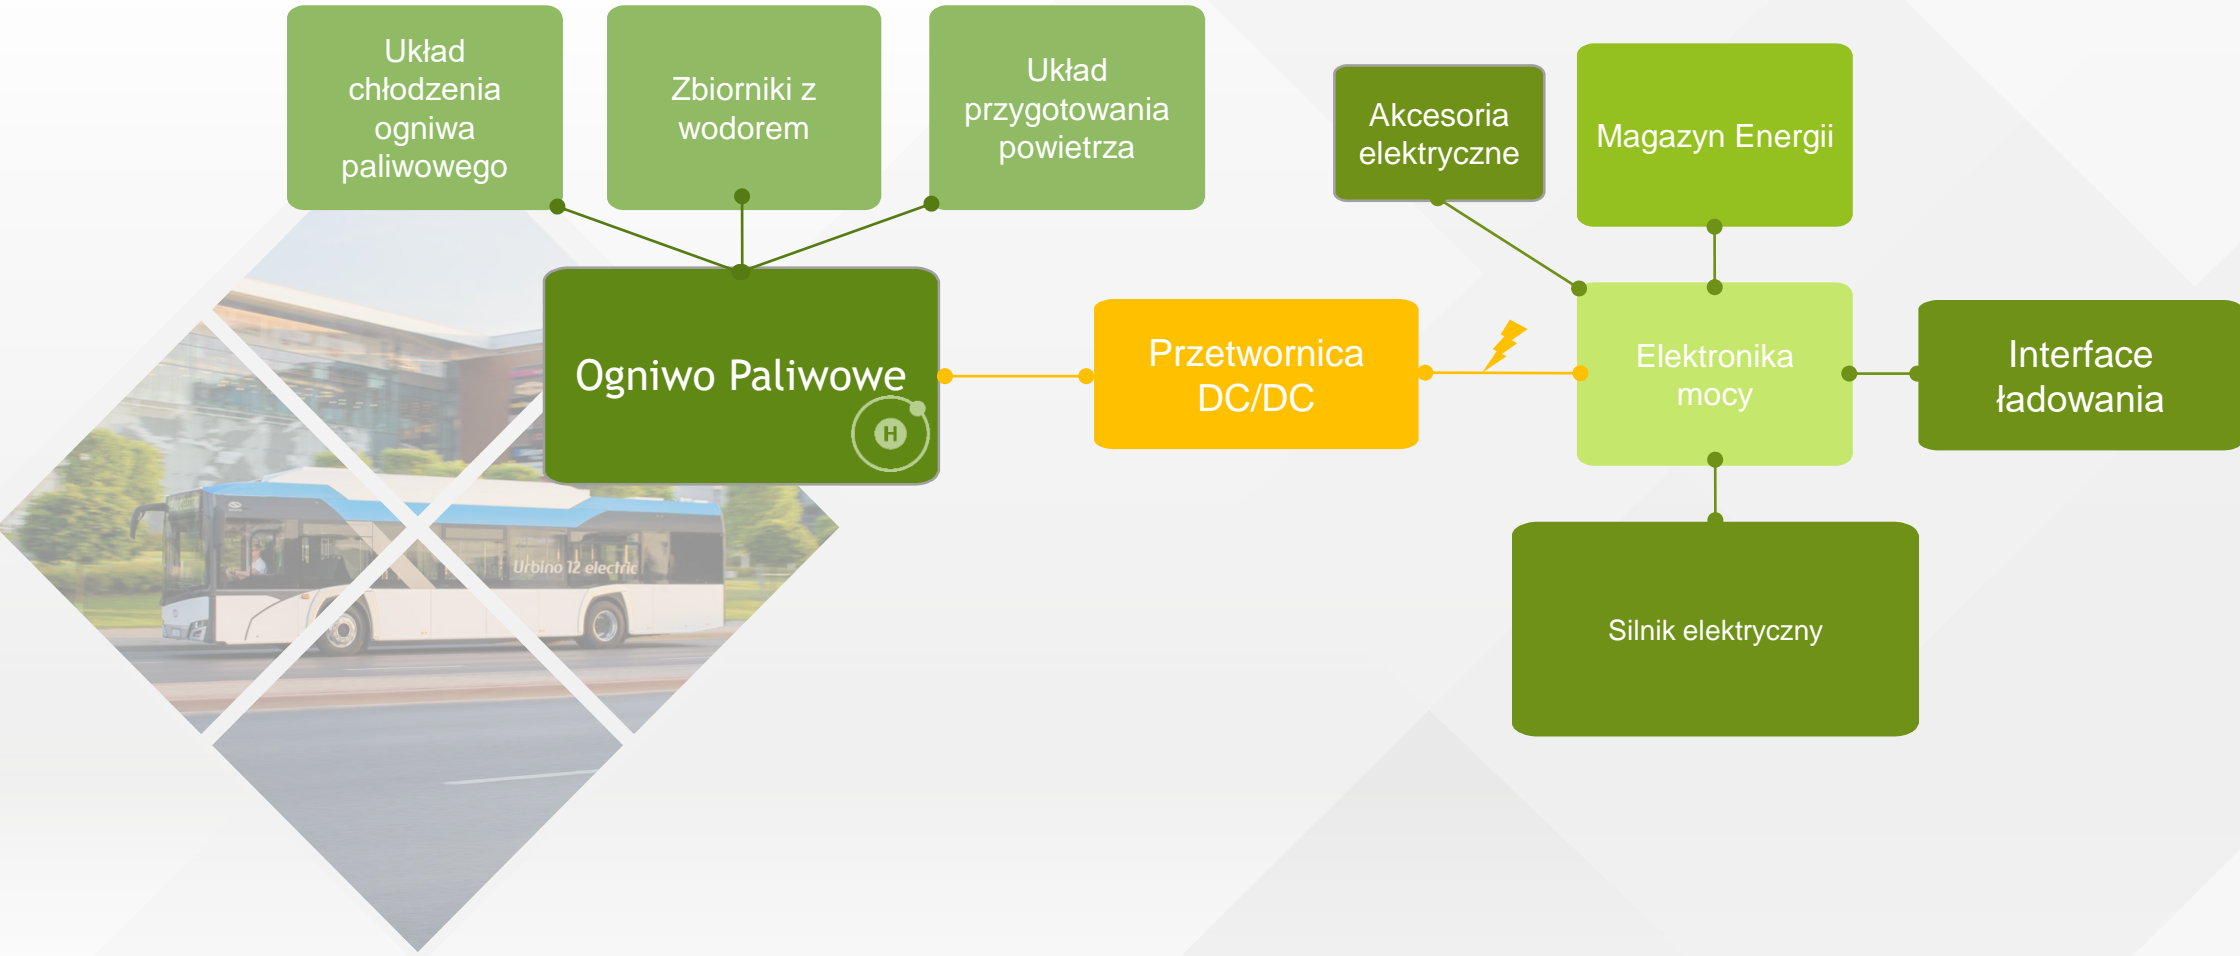 Układ
chłodzenia
ogniwa
paliwowego
Zbiorniki z
wodorem
Układ
przygotowania
powietrza
Akcesoria
elektryczne
Magazyn Energii
Ogniwo Paliwowe
H
Przetwornica
DC/DC
Elektronika
mocy
Interface
ładowania
Silnik elektryczny
Urbino 12 electric